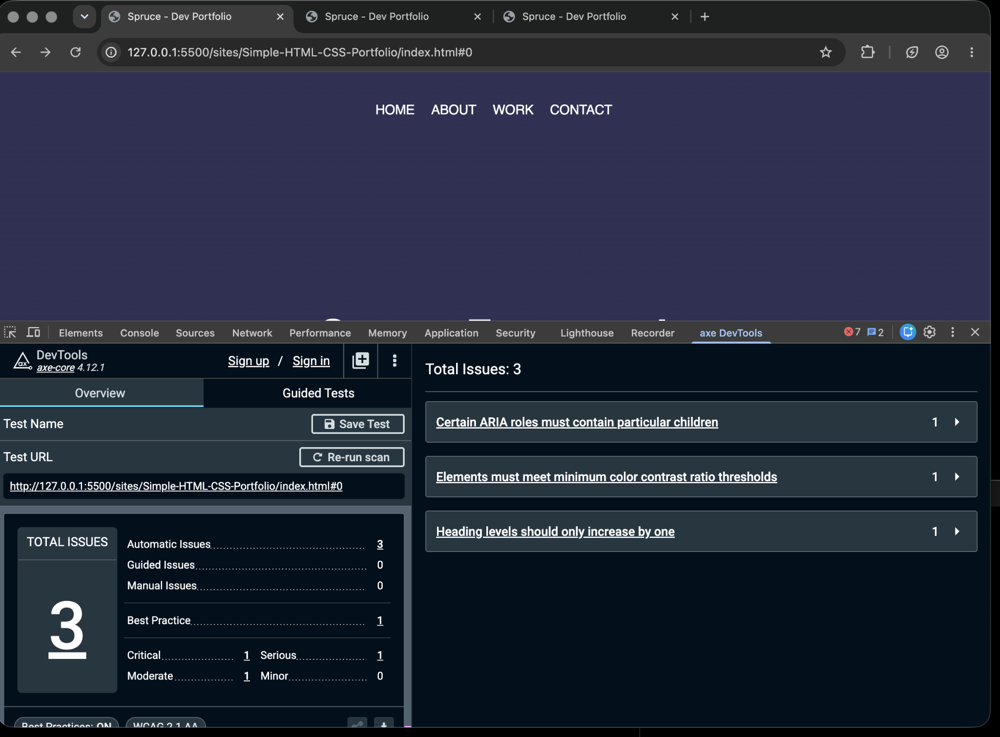 Spruce - Dev Portfolio
Spruce - Dev Portfolio
Spruce - Dev Portfolio
127.0.0.1:5500/sites/Simple-HTML-CSS-Portfolio/index.html#0
HOME ABOUT WORK CONTACT
Elements Console Sources Network Performance Memory Application Security Lighthouse Recorder axe DevTools 7 2
DevTools
axe-core 4.12.1
Sign up / Sign in
Overview
Guided Tests
Test Name
Save Test
Test URL
Re-run scan
http://127.0.0.1:5500/sites/Simple-HTML-CSS-Portfolio/index.html#0
TOTAL ISSUES
3
Automatic Issues 3
Guided Issues 0
Manual Issues 0
Best Practice 1
Critical 1 Serious 1
Moderate 1 Minor 0
Best Practices: ON
WCAG 2.1 AA
Total Issues: 3
Certain ARIA roles must contain particular children 1
Elements must meet minimum color contrast ratio thresholds 1
Heading levels should only increase by one 1